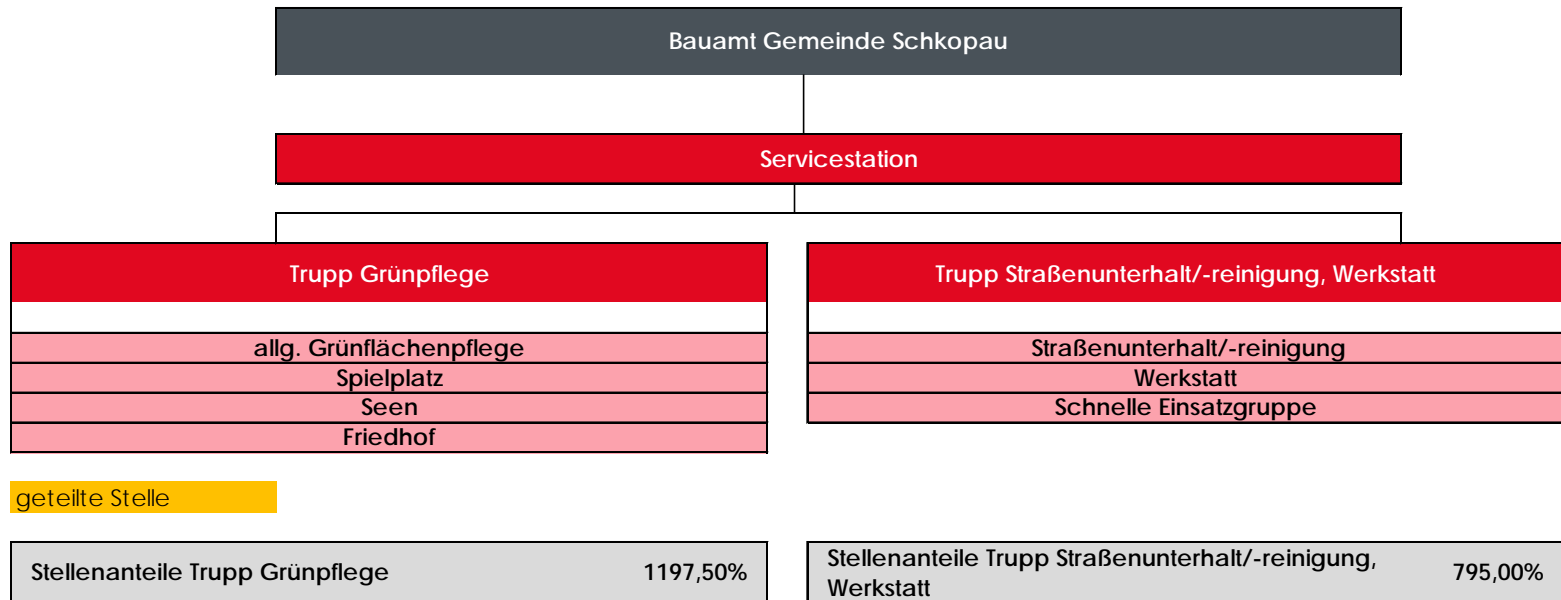 Bauamt Gemeinde Schkopau
Servicestation
Trupp Grünpflege
allg. Grünflächenpflege
Spielplatz
Seen
Friedhof
Trupp Straßenunterhalt/-reinigung, Werkstatt
Straßenunterhalt/-reinigung
Werkstatt
Schnelle Einsatzgruppe
geteilte Stelle
Stellenanteile Trupp Grünpflege 1197,50%
Stellenanteile Trupp Straßenunterhalt/-reinigung,
Werkstatt 795,00%